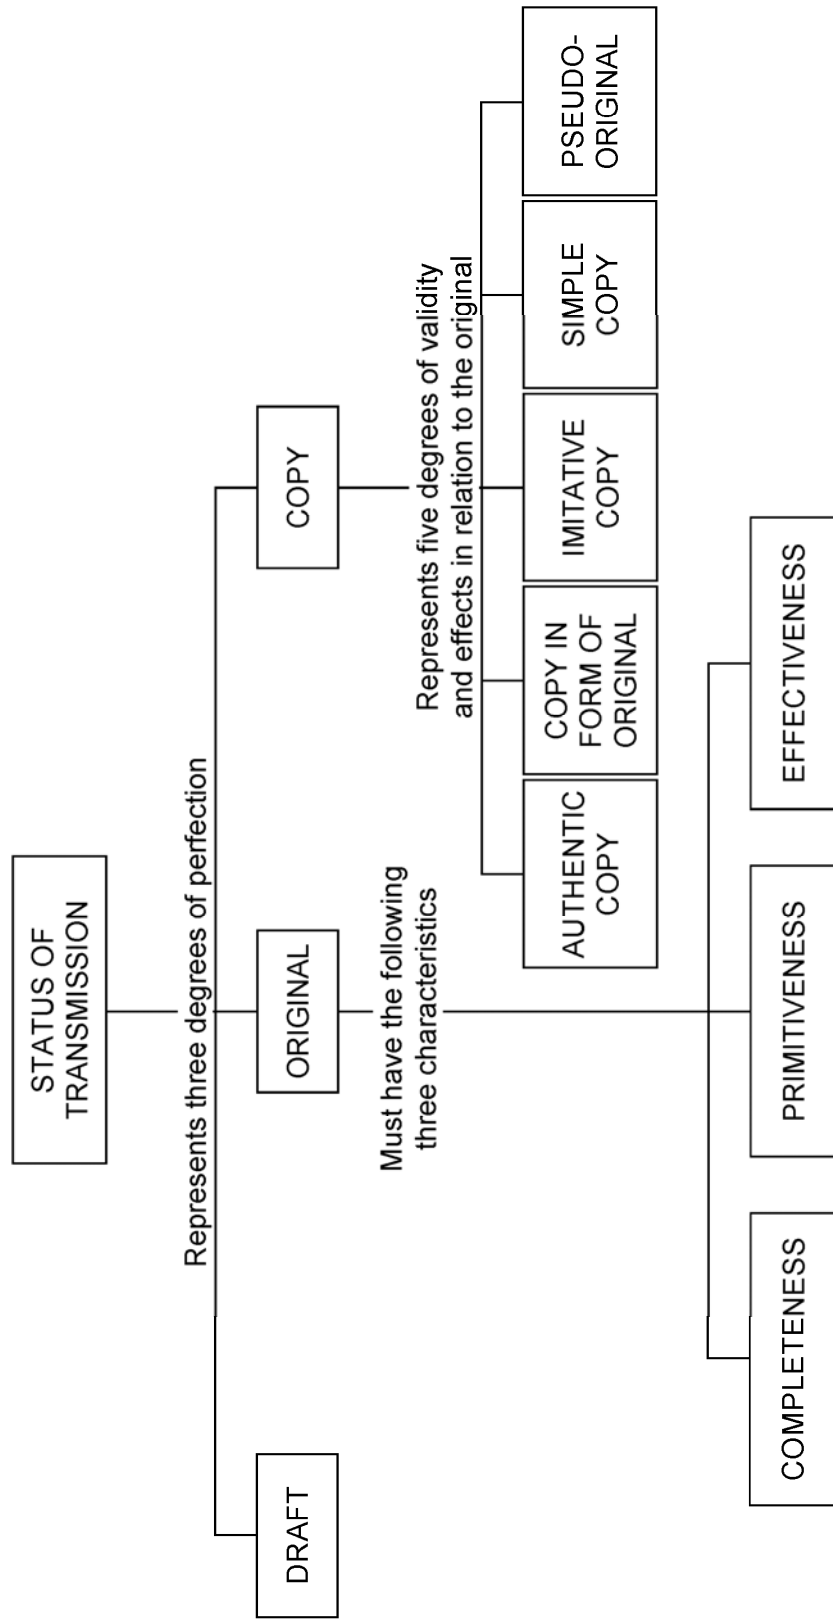 STATUS OF
TRANSMISSION
Represents three degrees of perfection
DRAFT
ORIGINAL
COPY
Must have the following
three characteristics
Represents five degrees of validity
and effects in relation to the original
AUTHENTIC
COPY
COPY IN
FORM OF
ORIGINAL
IMITATIVE
COPY
SIMPLE
COPY
PSEUDO-
ORIGINAL
COMPLETENESS
PRIMITIVENESS
EFFECTIVENESS